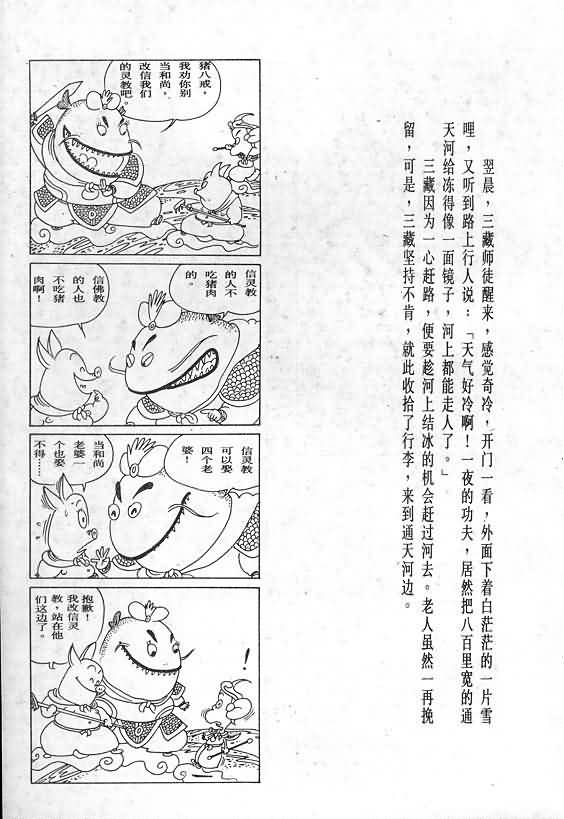 翌晨，三藏师徒醒来，感觉奇冷，开门一看，外面下着白茫茫的一片雪
哩，又听到路上行人说：「天气好冷啊！一夜的功夫，居然把八百里宽的通
天河给冻得像一面镜子，河上都能走人了。」
三藏因为一心赶路，便要趁河上结冰的机会赶过河去。老人虽然一再挽
留，可是，三藏坚持不肯，就此收拾了行李，来到通天河边。
猪八戒，
我劝你别
当和尚，
改信我们
的灵教吧。
信灵教
的人不
吃猪肉
的。
信佛教
的人也
不吃猪
肉啊！
信灵教
可以娶
四个老
婆！
当和尚
老婆一
个也娶
不得……
抱歉！
我改信灵
教，站在他
们这边了。
！